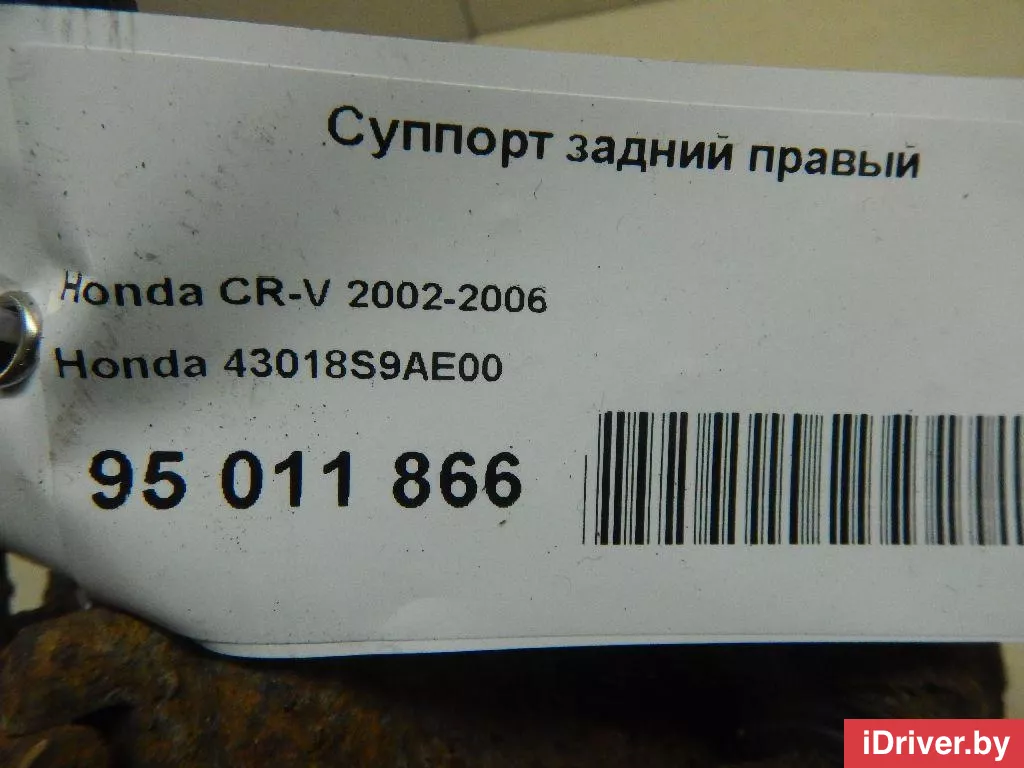 Суппорт задний правый
Honda CR-V 2002-2006
Honda 43018S9AE00
95 011 866
iDriver.by